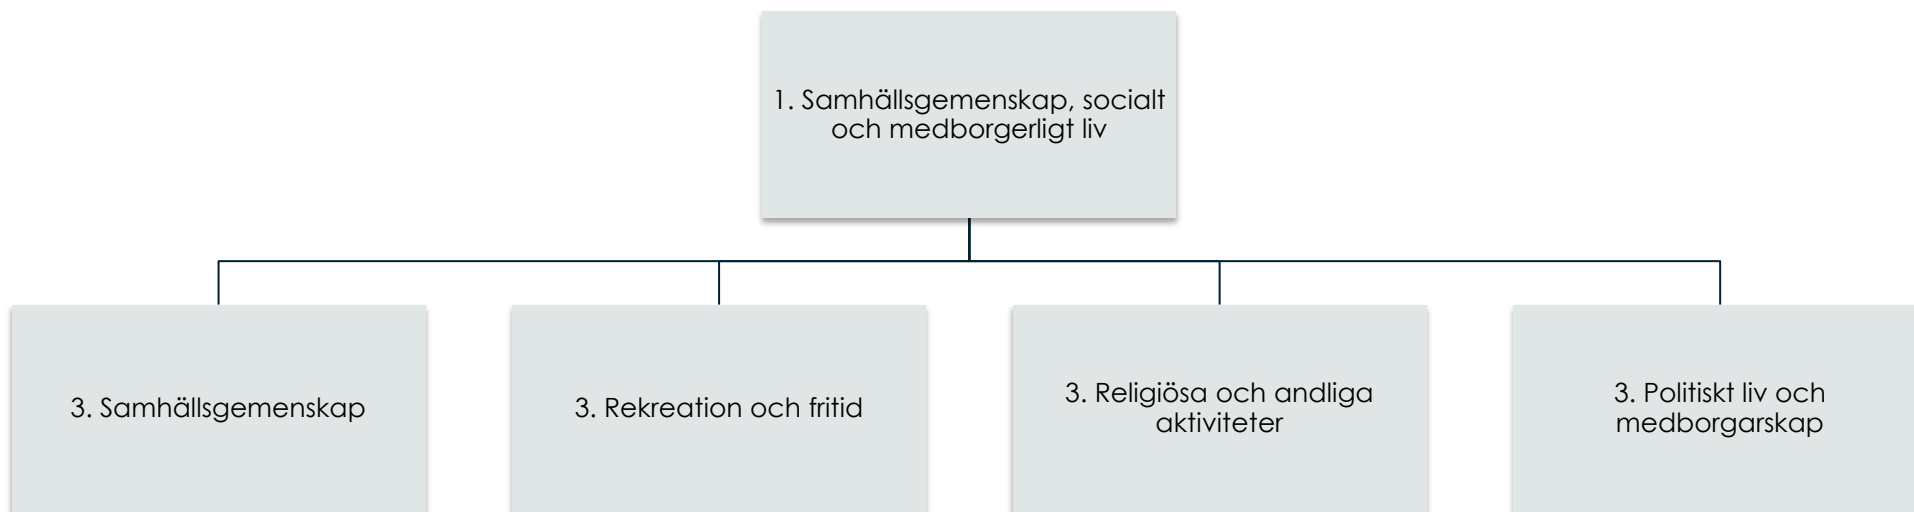 1. Samhällsgemenskap, socialt
och medborgerligt liv
3. Samhällsgemenskap
3. Rekreation och fritid
3. Religiösa och andliga
aktiviteter
3. Politiskt liv och
medborgarskap